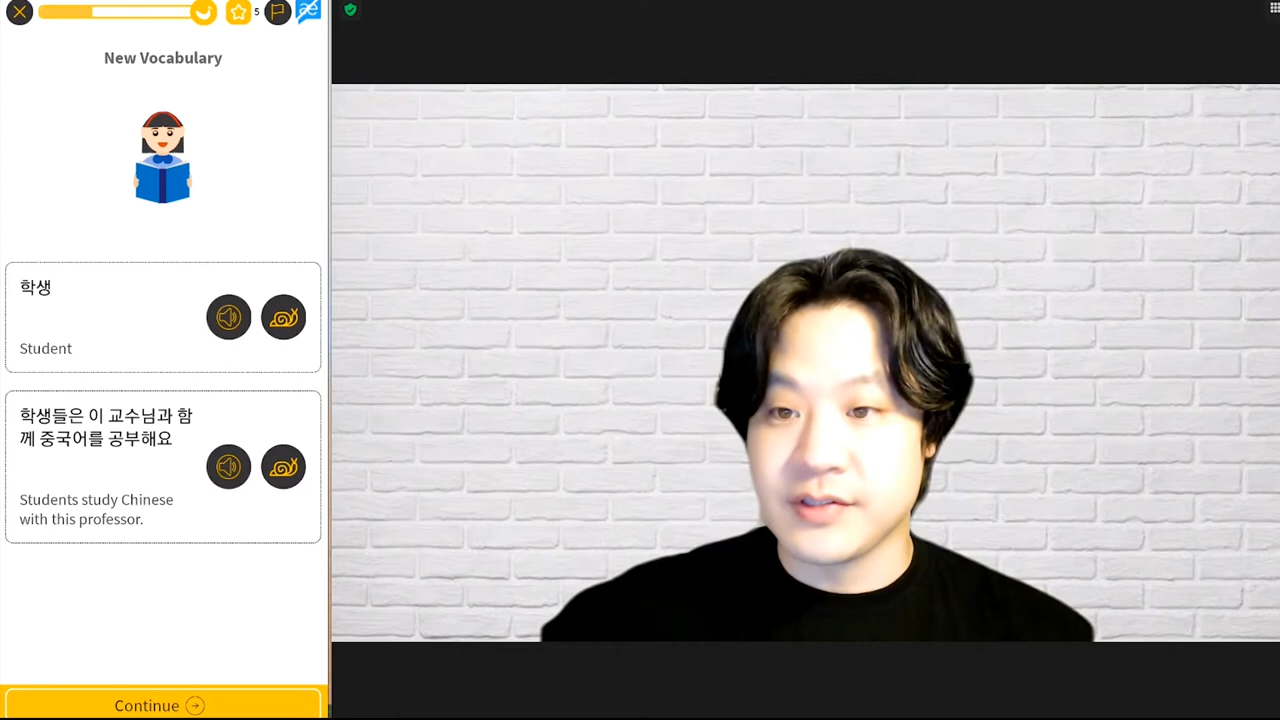 5
æ
New Vocabulary
학생
Student
학생들은 이 교수님과 함
께 중국어를 공부해요
Students study Chinese
with this professor.
Continue